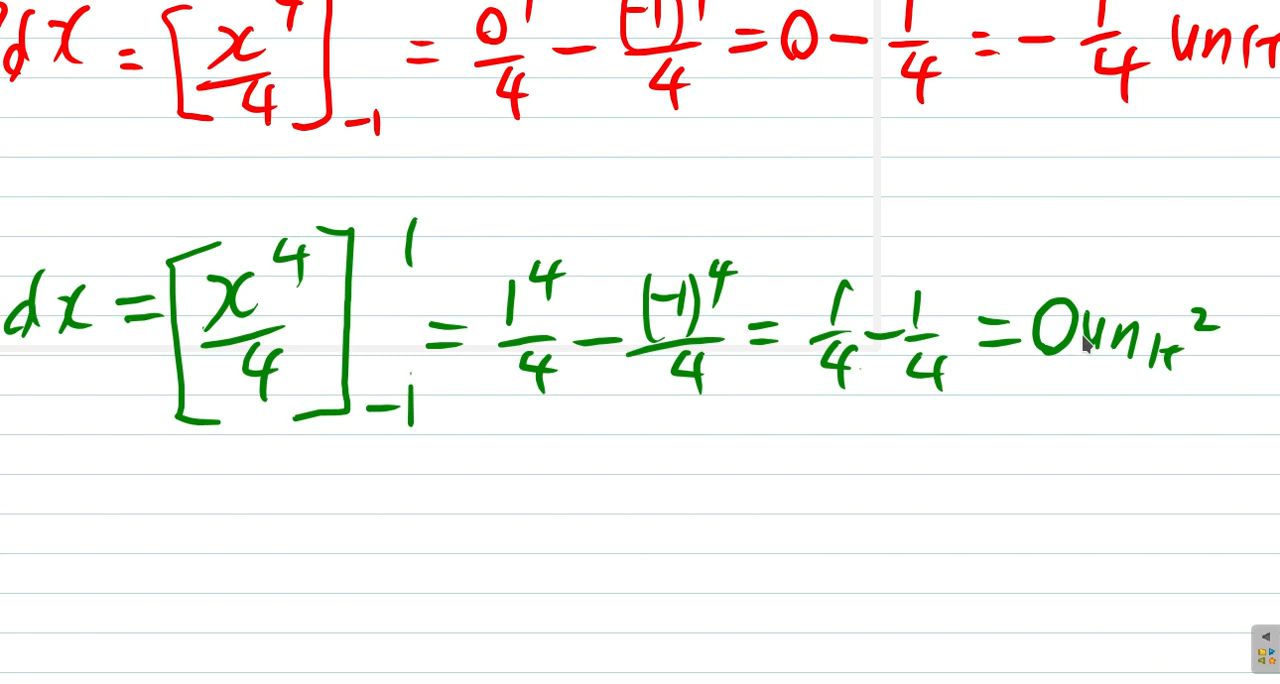 dx = [x⁴/4]₋₁ = 0⁴/4 − (−1)⁴/4 = 0 − 1/4 = − 1/4 unit
dx = [x⁴/4]₋₁¹ = 1⁴/4 − (−1)⁴/4 = 1/4 − 1/4 = 0 unit²